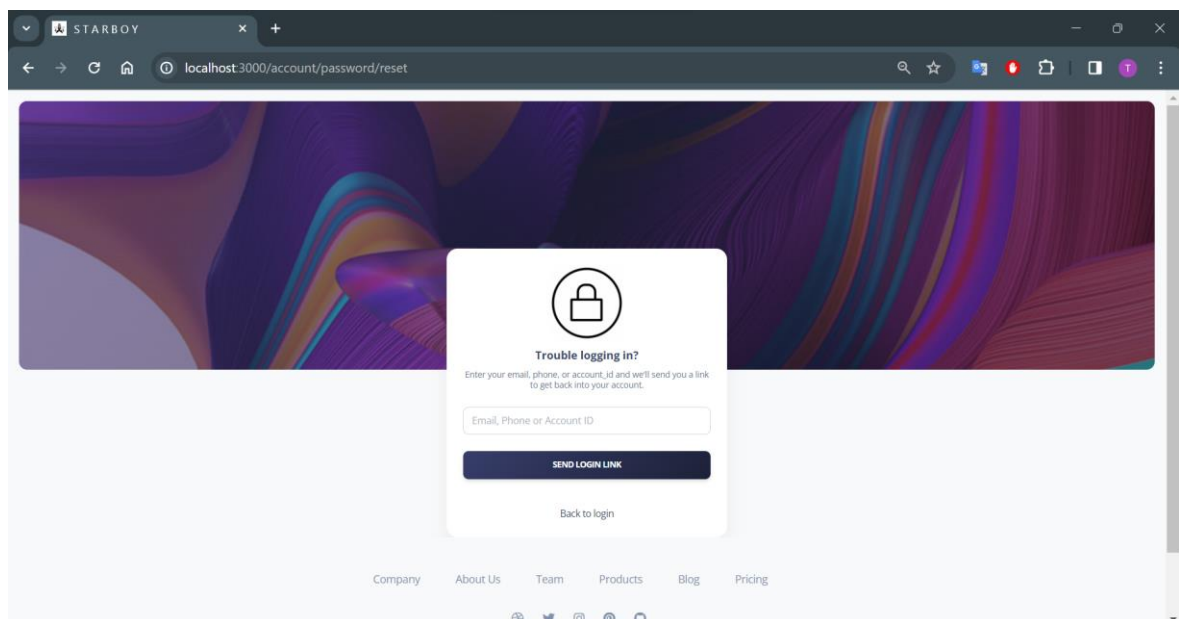 STARBOY
localhost:3000/account/password/reset
T
Trouble logging in?
Enter your email, phone, or account_id and we'll send you a link
to get back into your account.
Email, Phone or Account ID
SEND LOGIN LINK
Back to login
Company About Us Team Products Blog Pricing